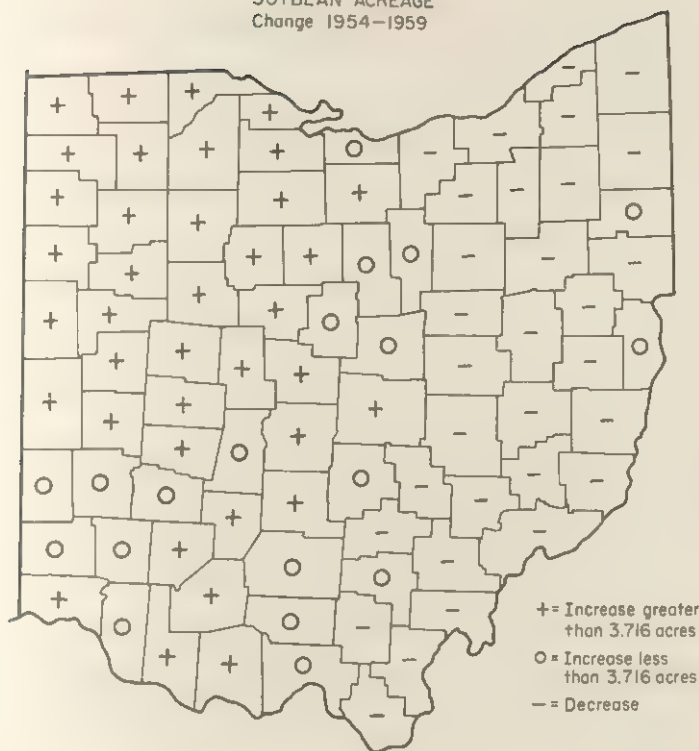 SOYBEAN ACREAGE
Change 1954–1959
+ = Increase greater
than 3.716 acres
O = Increase less
than 3.716 acres
– = Decrease